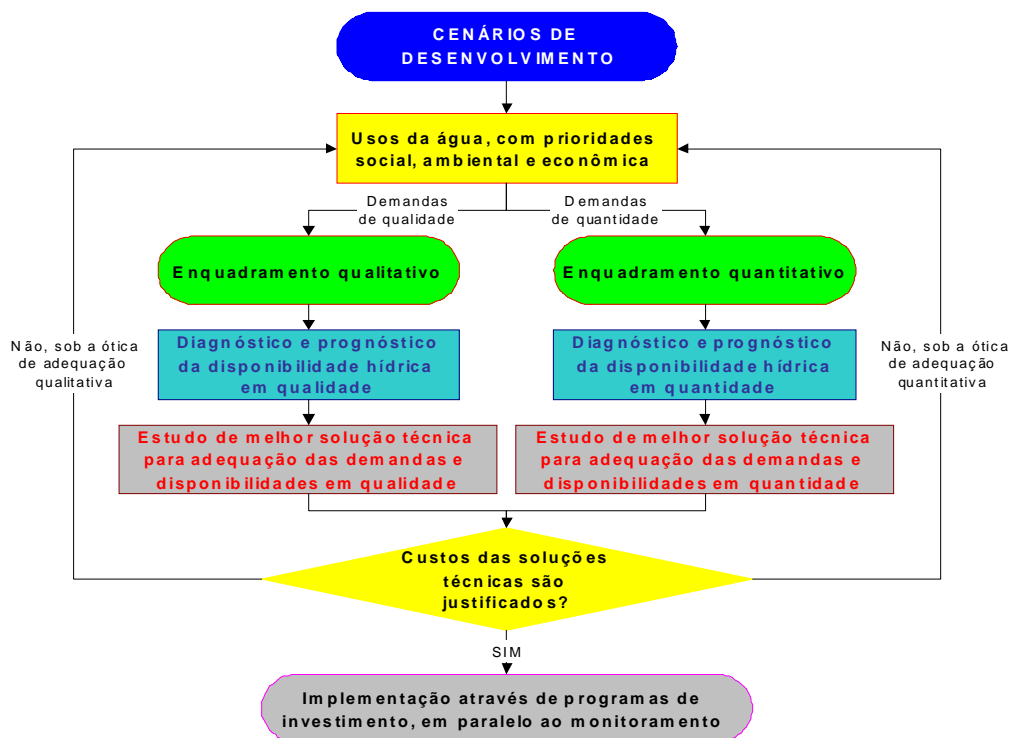 CENÁRIOS DE
DESENVOLVIMENTO
Usos da água, com prioridades
social, ambiental e econômica
Demandas
de qualidade
Demandas
de quantidade
Enquadramento qualitativo
Enquadramento quantitativo
Não, sob a ótica
de adequação
qualitativa
Diagnóstico e prognóstico
da disponibilidade hídrica
em qualidade
Diagnóstico e prognóstico
da disponibilidade hídrica
em quantidade
Não, sob a ótica
de adequação
quantitativa
Estudo de melhor solução técnica
para adequação das demandas e
disponibilidades em qualidade
Estudo de melhor solução técnica
para adequação das demandas e
disponibilidades em quantidade
Custos das soluções
técnicas são
justificados?
SIM
Implementação através de programas de
investimento, em paralelo ao monitoramento